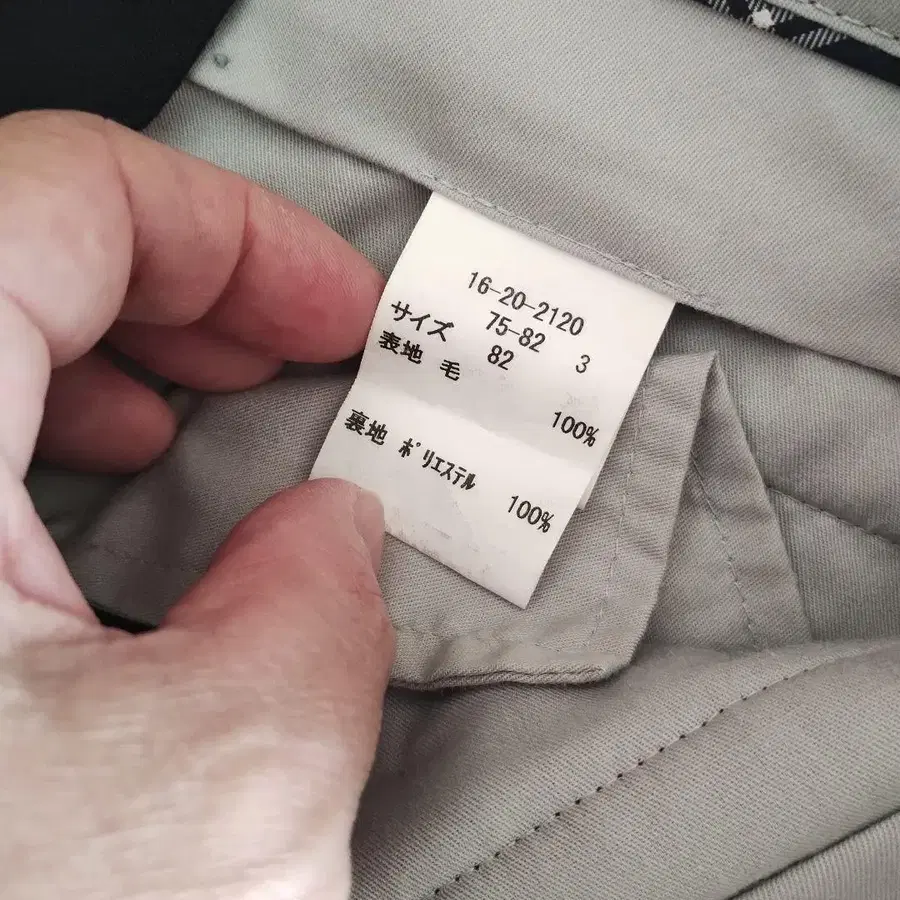 16-20-2120
75-82 3
サイズ 82
表地 毛 100%
裏地 ポリエステル 100%